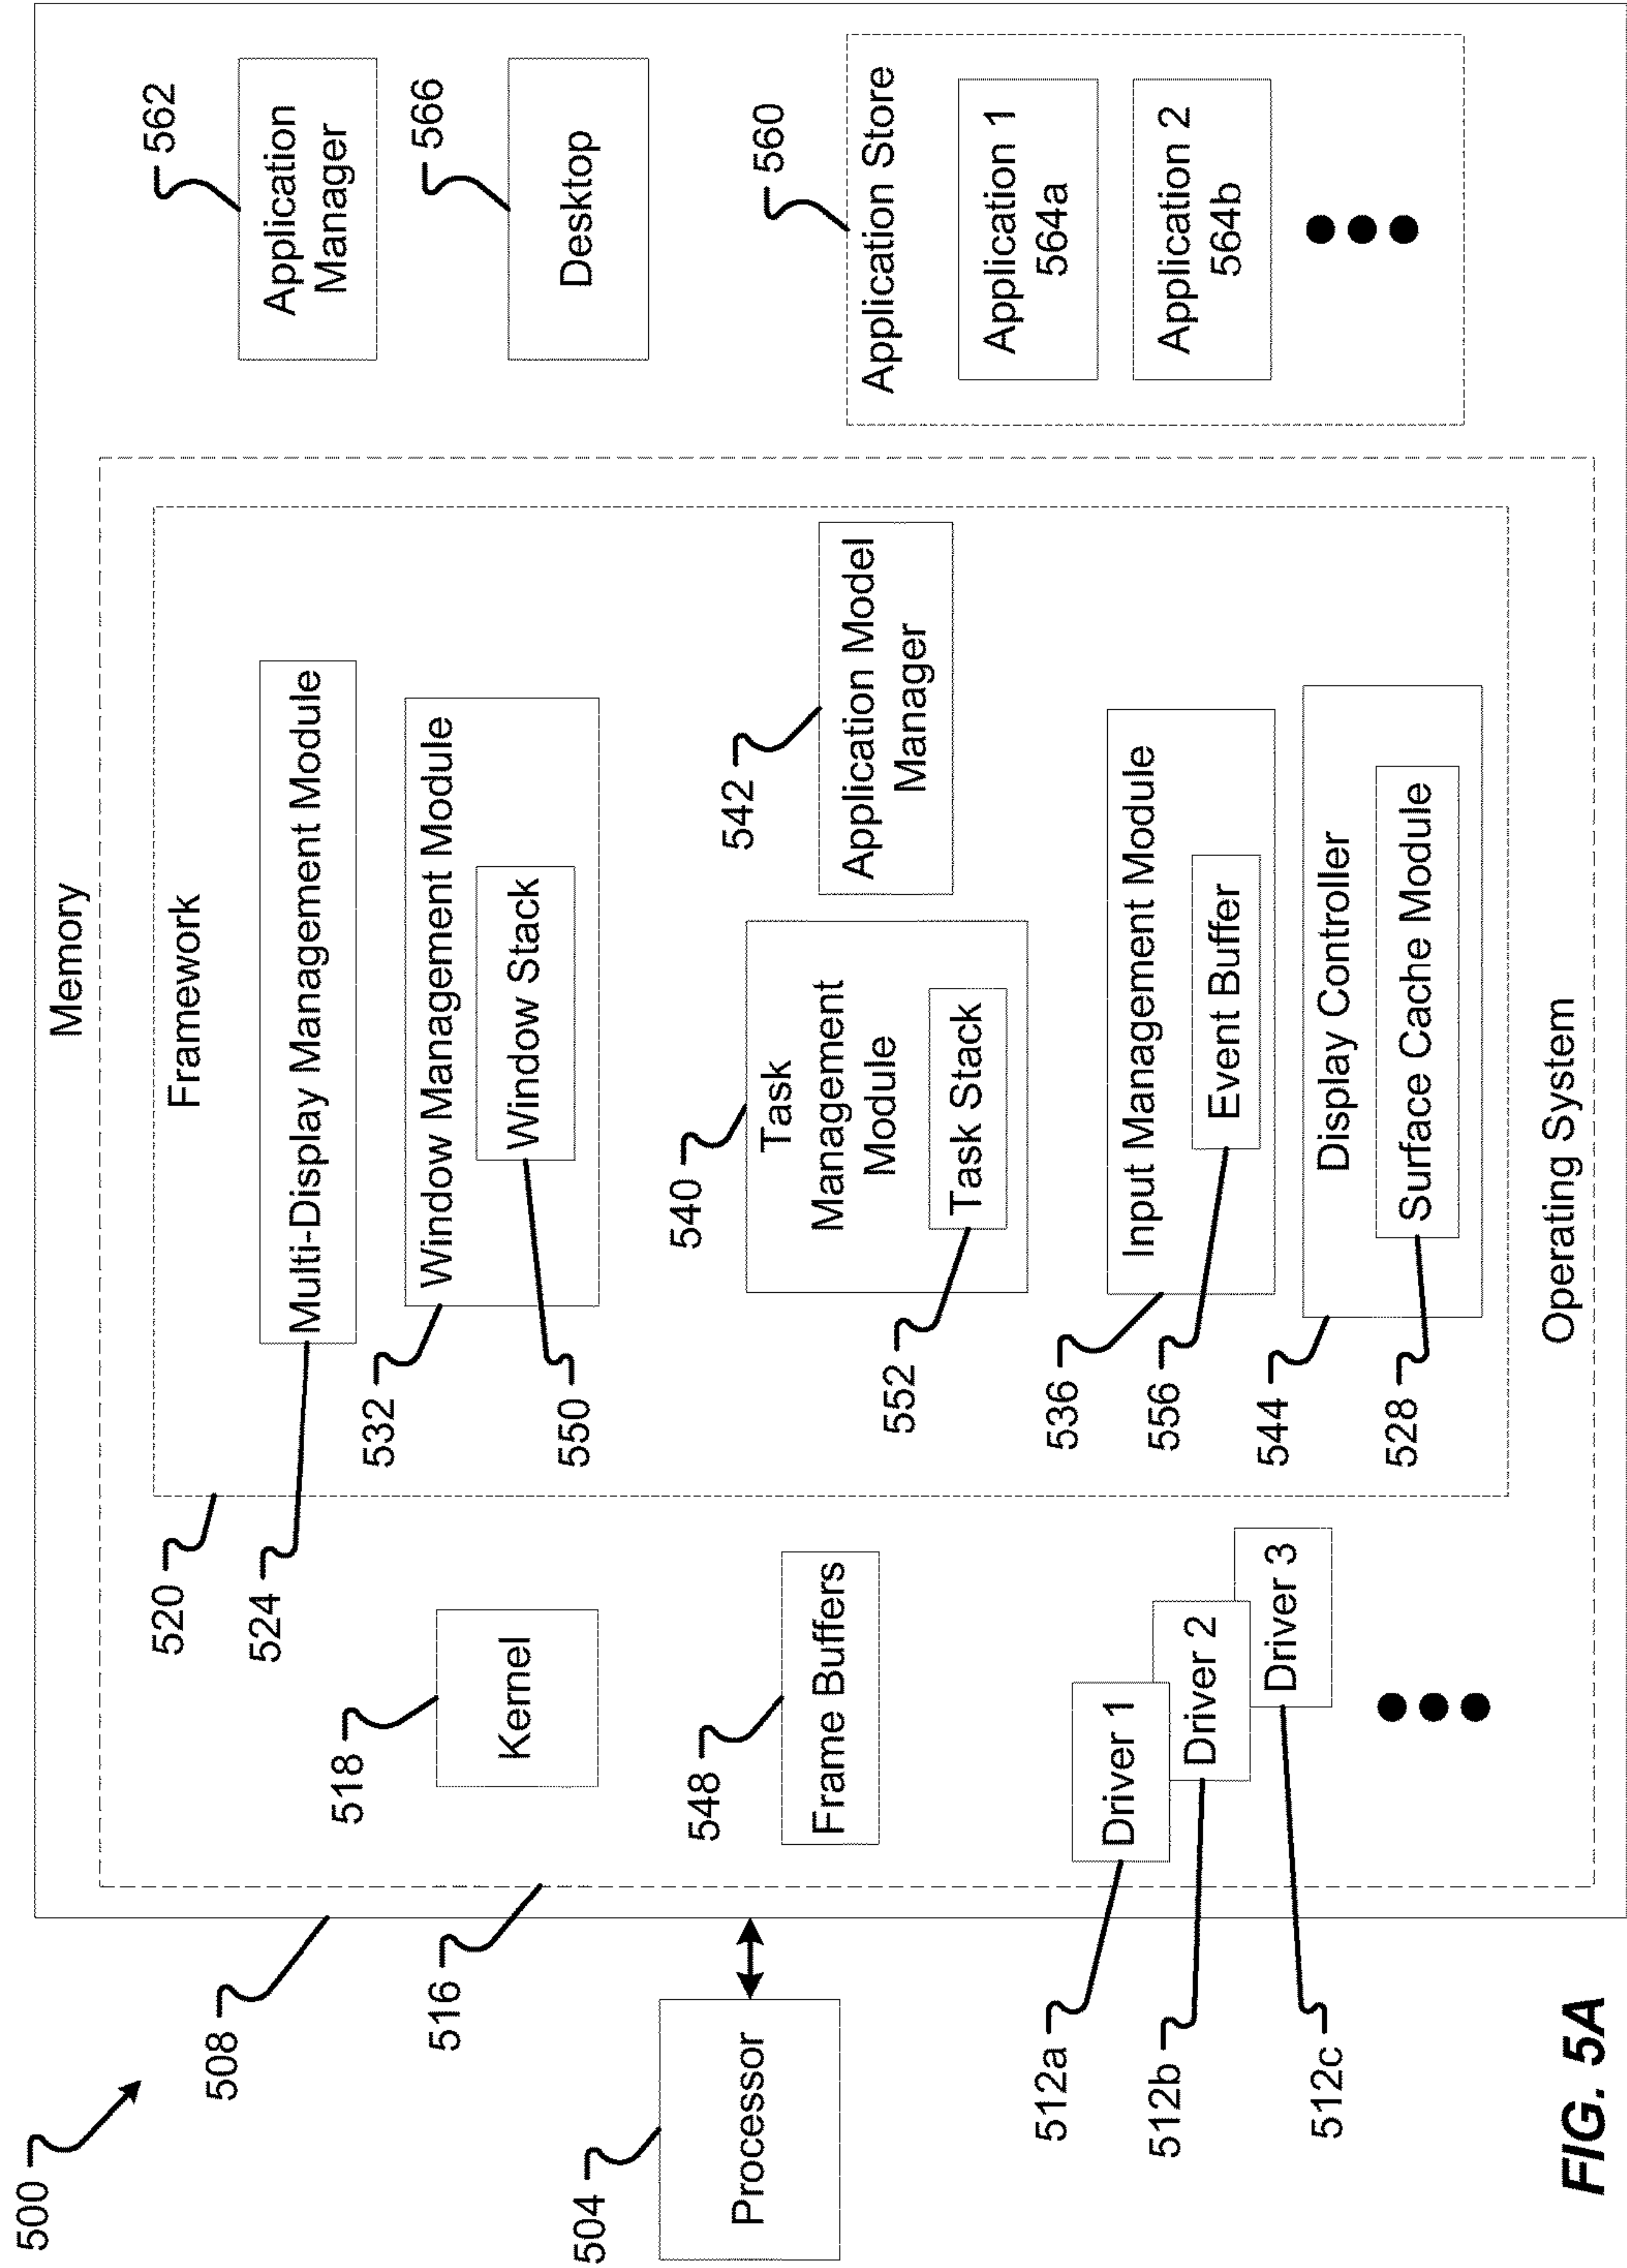 500
508
Memory
516
520
Framework
562
Application
Manager
524
Multi-Display Management Module
518
Kernel
532
Window Management Module
Window Stack
550
566
Desktop
504
Processor
548
Frame Buffers
540
Task
Management
Module
Task Stack
552
542
Application Model
Manager
560
Application Store
Application 1
564a
Application 2
564b
512a
Driver 1
512b
Driver 2
512c
Driver 3
536
Input Management Module
556
Event Buffer
544
Display Controller
528
Surface Cache Module
Operating System
FIG. 5A